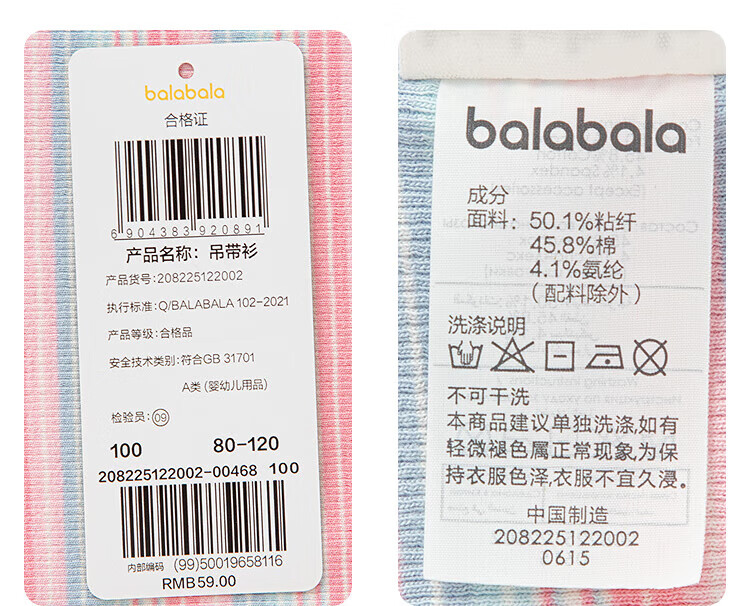 balabala
合格证
6904383920891
产品名称：吊带衫
产品货号:208225122002
执行标准:Q/BALABALA 102-2021
产品等级:合格品
安全技术类别:符合GB 31701
A类 (婴幼儿用品)
检验员:09
100 80-120
208225122002-00468 100
内部编码 (99)50019658116
RMB59.00
balabala
成分
面料: 50.1%粘纤
45.8%棉
4.1%氨纶
(配料除外)
洗涤说明
不可干洗
本商品建议单独洗涤,如有
轻微褪色属正常现象,为保
持衣服色泽,衣服不宜久浸。
中国制造
208225122002
0615